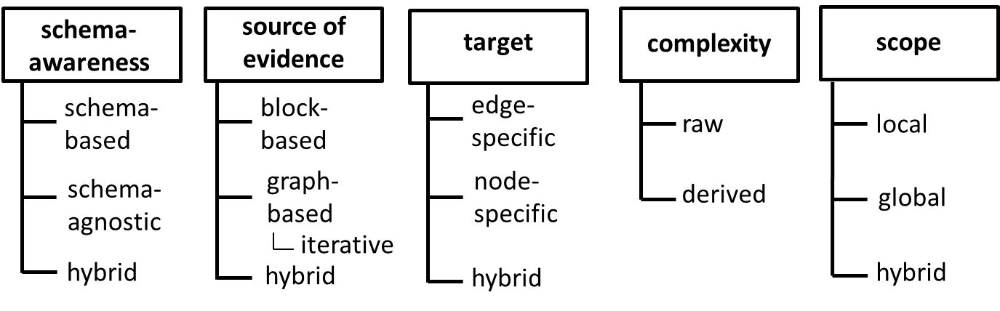 schema-
awareness
schema-
based
schema-
agnostic
hybrid
source of
evidence
block-
based
graph-
based
iterative
hybrid
target
edge-
specific
node-
specific
hybrid
complexity
raw
derived
scope
local
global
hybrid